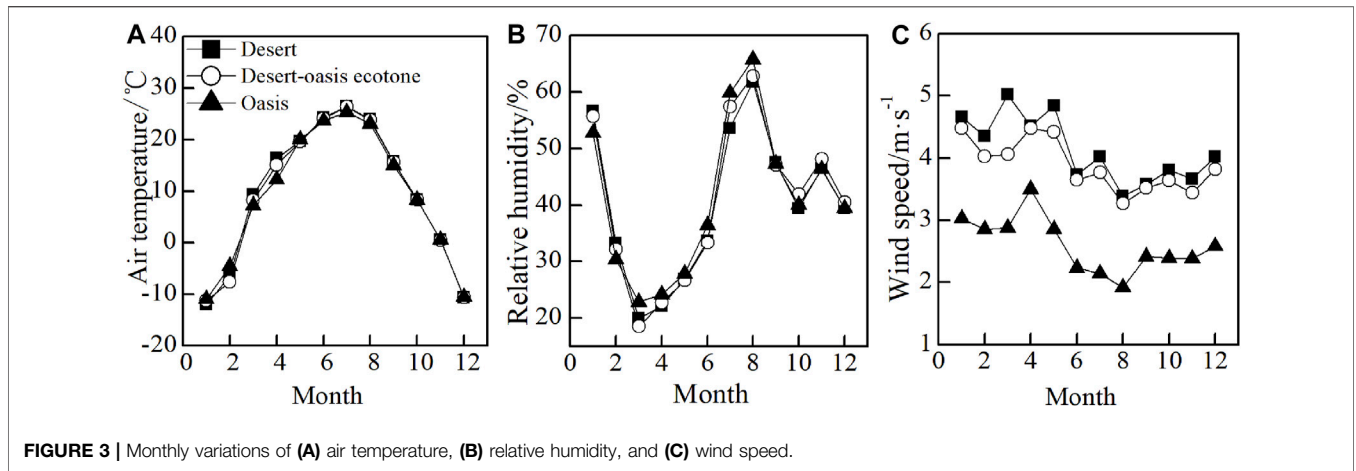 A
Desert
Desert-oasis ecotone
Oasis
Air temperature/°C
40
30
20
10
0
-10
-20
0 2 4 6 8 10 12
Month
B
Relative humidity/%
70
60
50
40
30
20
0 2 4 6 8 10 12
Month
C
Wind speed/m·s⁻¹
6
5
4
3
2
1
0 2 4 6 8 10 12
Month
FIGURE 3 | Monthly variations of (A) air temperature, (B) relative humidity, and (C) wind speed.